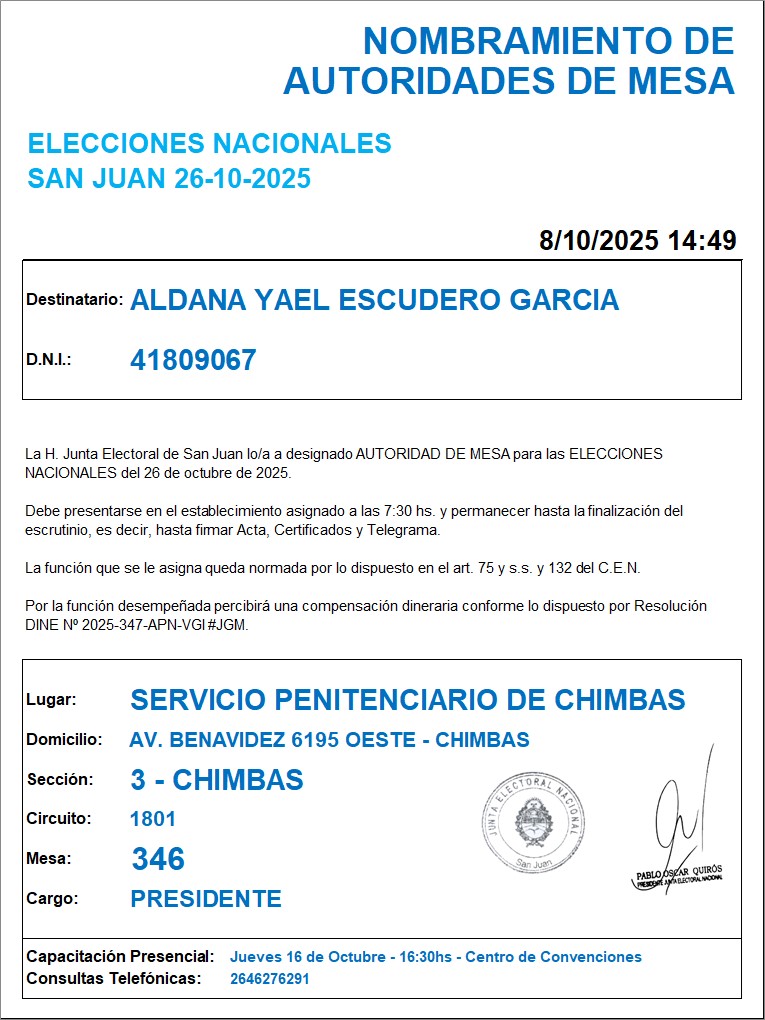 NOMBRAMIENTO DE
AUTORIDADES DE MESA
ELECCIONES NACIONALES
SAN JUAN 26-10-2025
8/10/2025 14:49
Destinatario: ALDANA YAEL ESCUDERO GARCIA
D.N.I.: 41809067
La H. Junta Electoral de San Juan lo/a a designado AUTORIDAD DE MESA para las ELECCIONES
NACIONALES del 26 de octubre de 2025.
Debe presentarse en el establecimiento asignado a las 7:30 hs. y permanecer hasta la finalización del
escrutinio, es decir, hasta firmar Acta, Certificados y Telegrama.
La función que se le asigna queda normada por lo dispuesto en el art. 75 y s.s. y 132 del C.E.N.
Por la función desempeñada percibirá una compensación dineraria conforme lo dispuesto por Resolución
DINE Nº 2025-347-APN-VGI#JGM.
Lugar: SERVICIO PENITENCIARIO DE CHIMBAS
Domicilio: AV. BENAVIDEZ 6195 OESTE - CHIMBAS
Sección: 3 - CHIMBAS
Circuito: 1801
Mesa: 346
Cargo: PRESIDENTE
JUNTA ELECTORAL NACIONAL
San Juan
PABLO OSCAR QUIRÓS
PRESIDENTE JUNTA ELECTORAL NACIONAL
Capacitación Presencial: Jueves 16 de Octubre - 16:30hs - Centro de Convenciones
Consultas Telefónicas: 2646276291